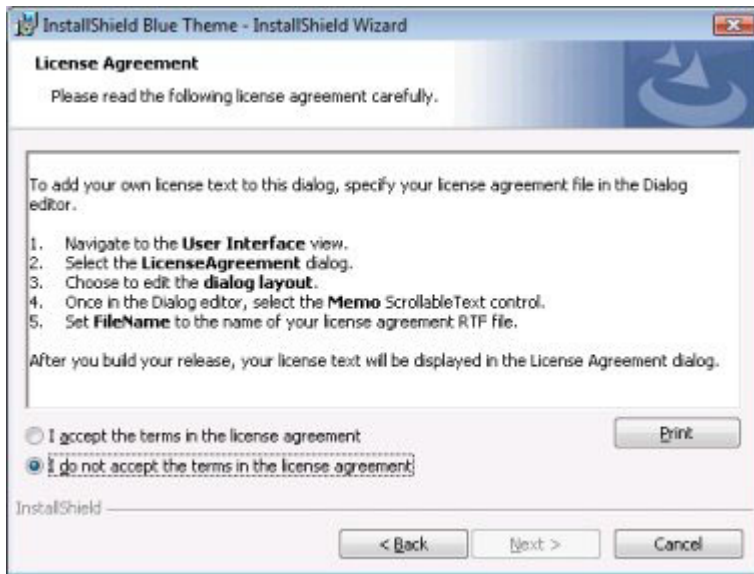 InstallShield Blue Theme - InstallShield Wizard
License Agreement
Please read the following license agreement carefully.
To add your own license text to this dialog, specify your license agreement file in the Dialog
editor.
1. Navigate to the User Interface view.
2. Select the LicenseAgreement dialog.
3. Choose to edit the dialog layout.
4. Once in the Dialog editor, select the Memo ScrollableText control.
5. Set FileName to the name of your license agreement RTF file.
After you build your release, your license text will be displayed in the License Agreement dialog.
I accept the terms in the license agreement
Print
I do not accept the terms in the license agreement
InstallShield
< Back Next > Cancel